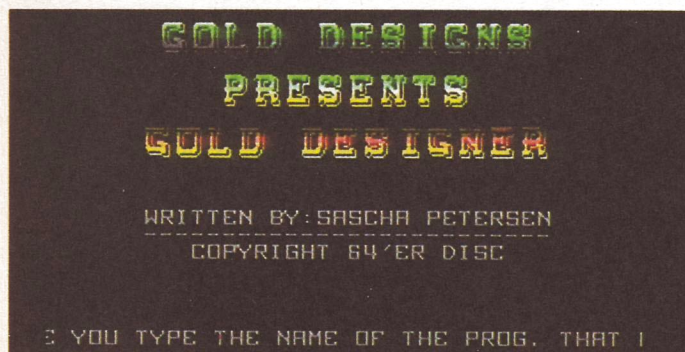 GOLD DESIGNS
PRESENTS
GOLD DESIGNER
WRITTEN BY:SASCHA PETERSEN
COPYRIGHT 64'ER DISC
YOU TYPE THE NAME OF THE PROG. THAT